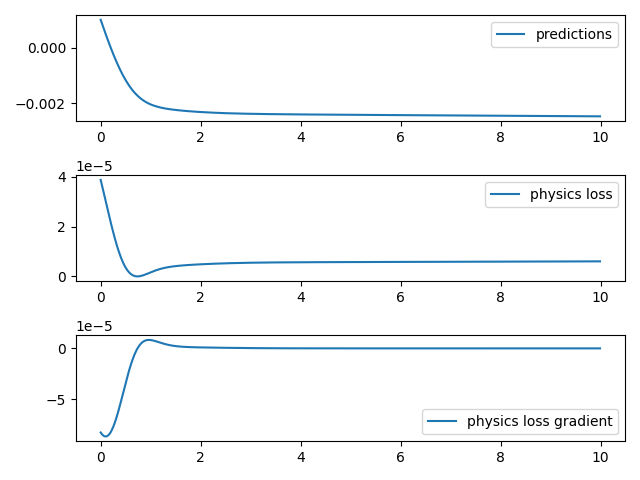 predictions
0.000
−0.002
0 2 4 6 8 10
1e−5
physics loss
4
2
0
0 2 4 6 8 10
1e−5
0
−5
physics loss gradient
0 2 4 6 8 10